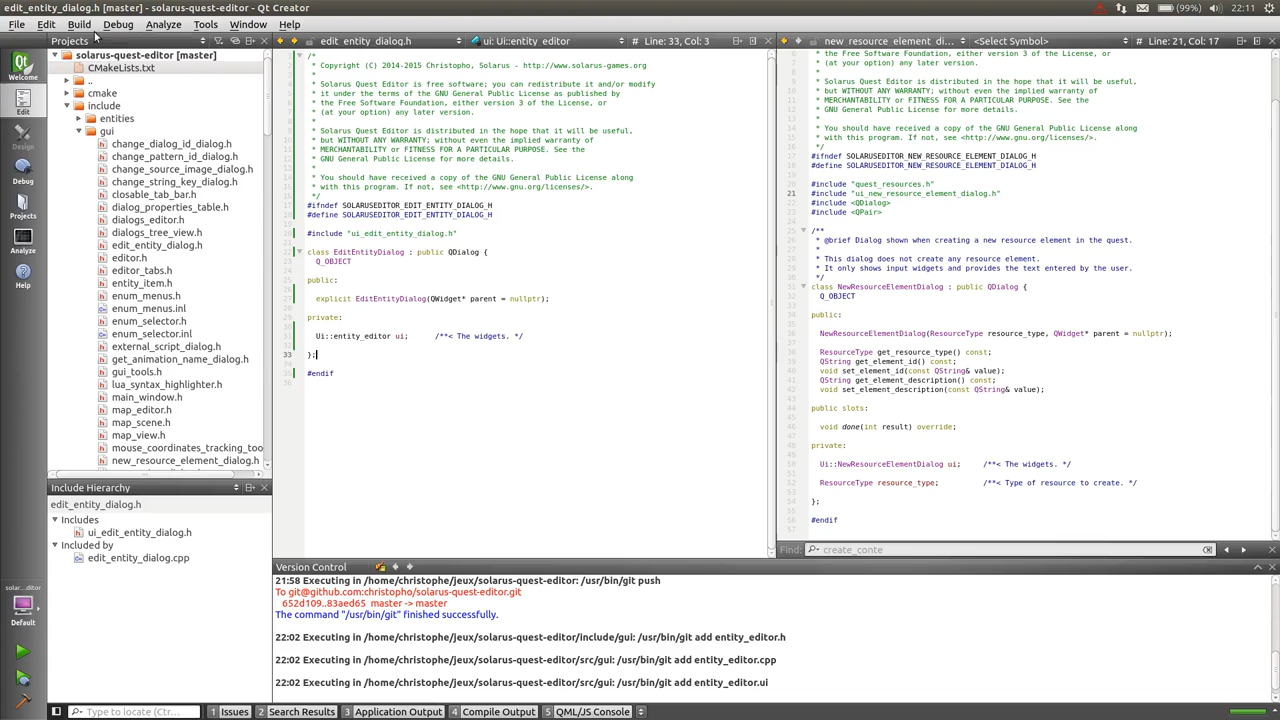 edit_entity_dialog.h [master] - solarus-quest-editor - Qt Creator
(99%) 22:11
File Edit Build Debug Analyze Tools Window Help
Projects
solarus-quest-editor [master]
CMakeLists.txt
..
cmake
include
entities
gui
change_dialog_id_dialog.h
change_pattern_id_dialog.h
change_source_image_dialog.h
change_string_key_dialog.h
closable_tab_bar.h
dialog_properties_table.h
dialogs_editor.h
dialogs_tree_view.h
edit_entity_dialog.h
editor.h
editor_tabs.h
entity_item.h
enum_menus.h
enum_menus.inl
enum_selector.h
enum_selector.inl
external_script_dialog.h
get_animation_name_dialog.h
gui_tools.h
lua_syntax_highlighter.h
main_window.h
map_editor.h
map_scene.h
map_view.h
mouse_coordinates_tracking_too
new_resource_element_dialog.h
Welcome
Edit
Design
Debug
Projects
Analyze
Help
solar...ditor
Default
Include Hierarchy
edit_entity_dialog.h
Includes
ui_edit_entity_dialog.h
Included by
edit_entity_dialog.cpp
edit_entity_dialog.h
ui: Ui::entity_editor
Line: 33, Col: 3
/*
* Copyright (C) 2014-2015 Christopho, Solarus - http://www.solarus-games.org
*
* Solarus Quest Editor is free software; you can redistribute it and/or modify
* it under the terms of the GNU General Public License as published by
* the Free Software Foundation, either version 3 of the License, or
* (at your option) any later version.
*
* Solarus Quest Editor is distributed in the hope that it will be useful,
* but WITHOUT ANY WARRANTY; without even the implied warranty of
* MERCHANTABILITY or FITNESS FOR A PARTICULAR PURPOSE. See the
* GNU General Public License for more details.
*
* You should have received a copy of the GNU General Public License along
* with this program. If not, see <http://www.gnu.org/licenses/>.
*/
#ifndef SOLARUSEDITOR_EDIT_ENTITY_DIALOG_H
#define SOLARUSEDITOR_EDIT_ENTITY_DIALOG_H
#include "ui_edit_entity_dialog.h"
class EditEntityDialog : public QDialog {
Q_OBJECT
public:
explicit EditEntityDialog(QWidget* parent = nullptr);
private:
Ui::entity_editor ui; /**< The widgets. */
33 };
#endif
new_resource_element_di...
<Select Symbol>
Line: 21, Col: 17
* the Free Software Foundation, either version 3 of the License, or
* (at your option) any later version.
*
* Solarus Quest Editor is distributed in the hope that it will be useful,
* but WITHOUT ANY WARRANTY; without even the implied warranty of
* MERCHANTABILITY or FITNESS FOR A PARTICULAR PURPOSE. See the
* GNU General Public License for more details.
*
* You should have received a copy of the GNU General Public License along
* with this program. If not, see <http://www.gnu.org/licenses/>.
*/
#ifndef SOLARUSEDITOR_NEW_RESOURCE_ELEMENT_DIALOG_H
#define SOLARUSEDITOR_NEW_RESOURCE_ELEMENT_DIALOG_H
#include "quest_resources.h"
21 #include "ui_new_resource_element_dialog.h"
#include <QDialog>
#include <QPair>
/**
* @brief Dialog shown when creating a new resource element in the quest.
*
* This dialog does not create any resource element.
* It only shows input widgets and provides the text entered by the user.
*/
class NewResourceElementDialog : public QDialog {
Q_OBJECT
public:
NewResourceElementDialog(ResourceType resource_type, QWidget* parent = nullptr);
ResourceType get_resource_type() const;
QString get_element_id() const;
void set_element_id(const QString& value);
QString get_element_description() const;
void set_element_description(const QString& value);
public slots:
void done(int result) override;
private:
Ui::NewResourceElementDialog ui; /**< The widgets. */
ResourceType resource_type; /**< Type of resource to create. */
};
#endif
Find: create_conte
Version Control
21:58 Executing in /home/christophe/jeux/solarus-quest-editor: /usr/bin/git push
To git@github.com:christopho/solarus-quest-editor.git
652d109..83aed65 master -> master
The command "/usr/bin/git" finished successfully.
22:02 Executing in /home/christophe/jeux/solarus-quest-editor/include/gui: /usr/bin/git add entity_editor.h
22:02 Executing in /home/christophe/jeux/solarus-quest-editor/src/gui: /usr/bin/git add entity_editor.cpp
22:02 Executing in /home/christophe/jeux/solarus-quest-editor/src/gui: /usr/bin/git add entity_editor.ui
Type to locate (Ctrl... 1 Issues 2 Search Results 3 Application Output 4 Compile Output 5 QML/JS Console